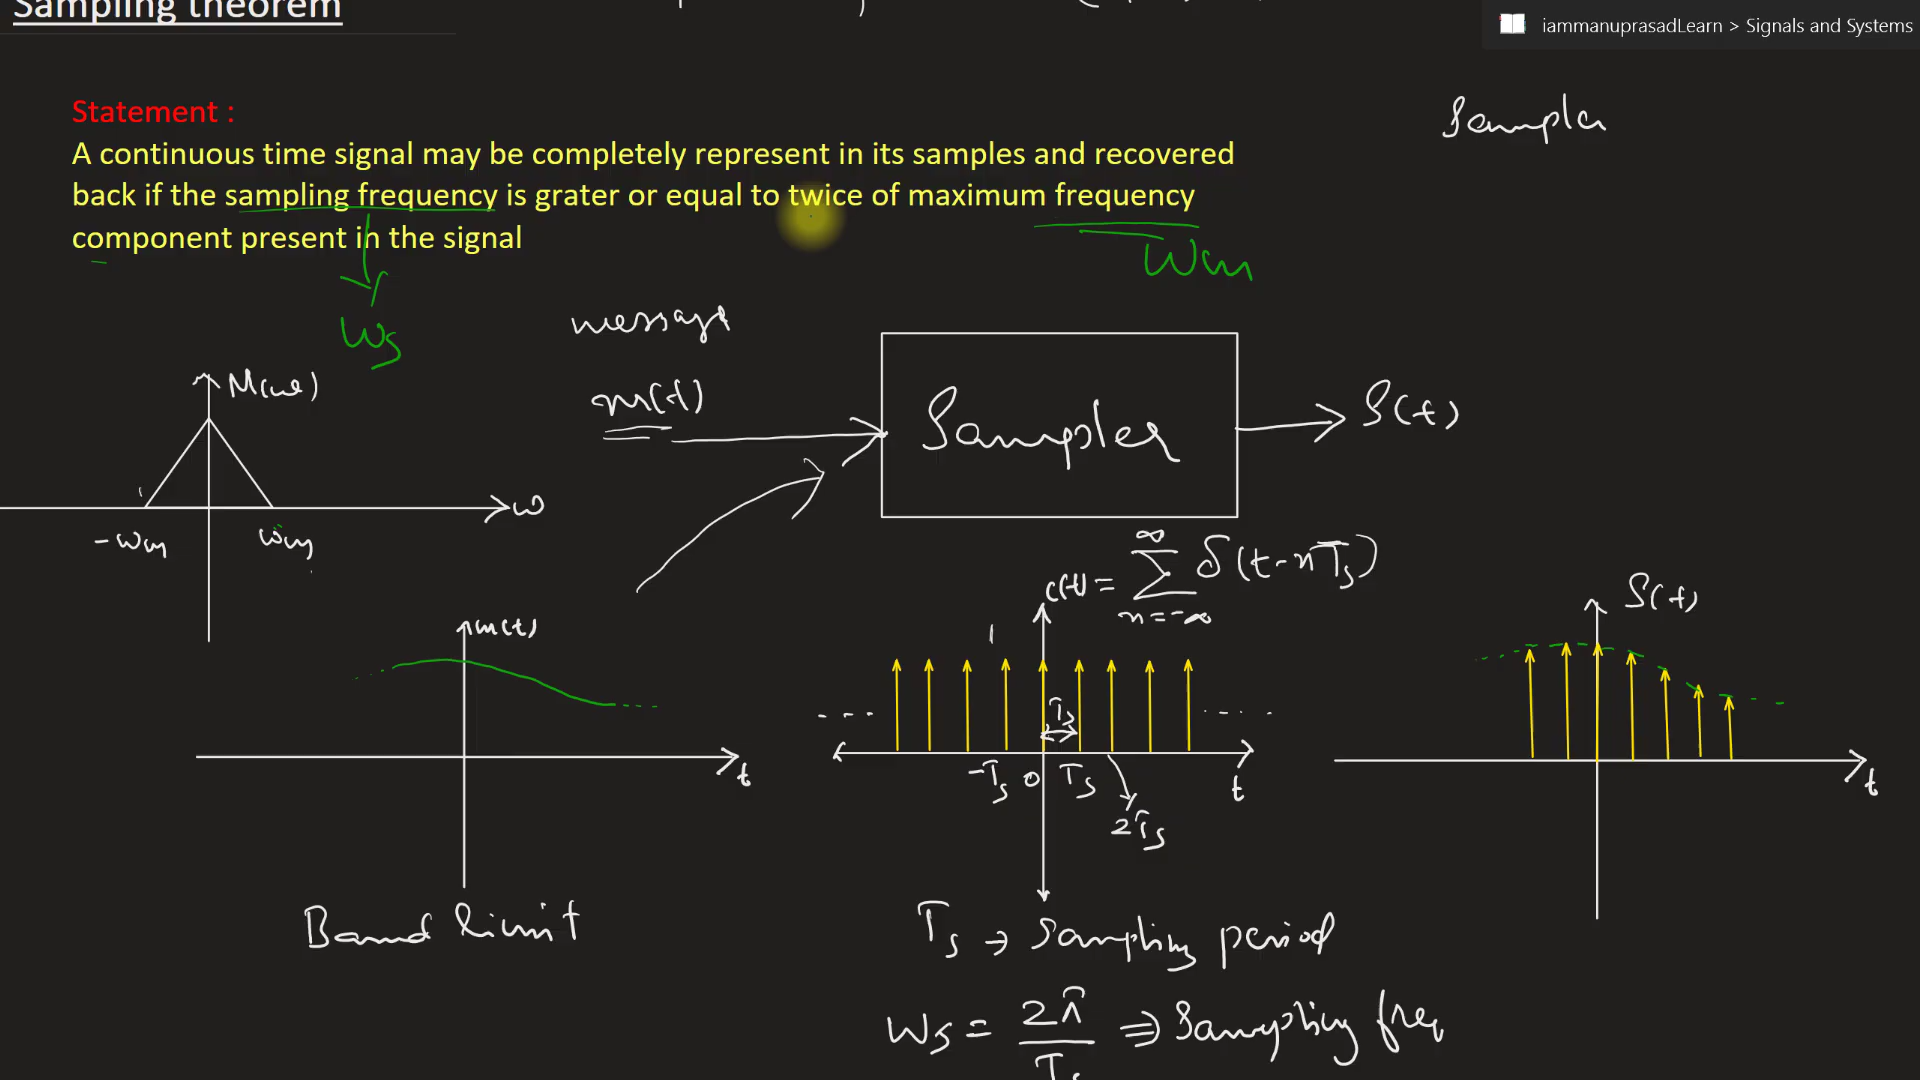 Sampling theorem
iammanuprasadLearn > Signals and Systems
Statement :
Sampler
A continuous time signal may be completely represent in its samples and recovered
back if the sampling frequency is grater or equal to twice of maximum frequency
component present in the signal
Wm
Ws
message
M(ω)
m(t)
Sampler
S(t)
ω
-ωm ωm
c(t) = ∞ Σ n=-∞ δ(t-nTs)
m(t)
1
S(t)
Ts
t
-Ts 0 Ts t
t
2Ts
Band limit
Ts → Sampling period
Ws = 2π/Ts ⇒ Sampling freq